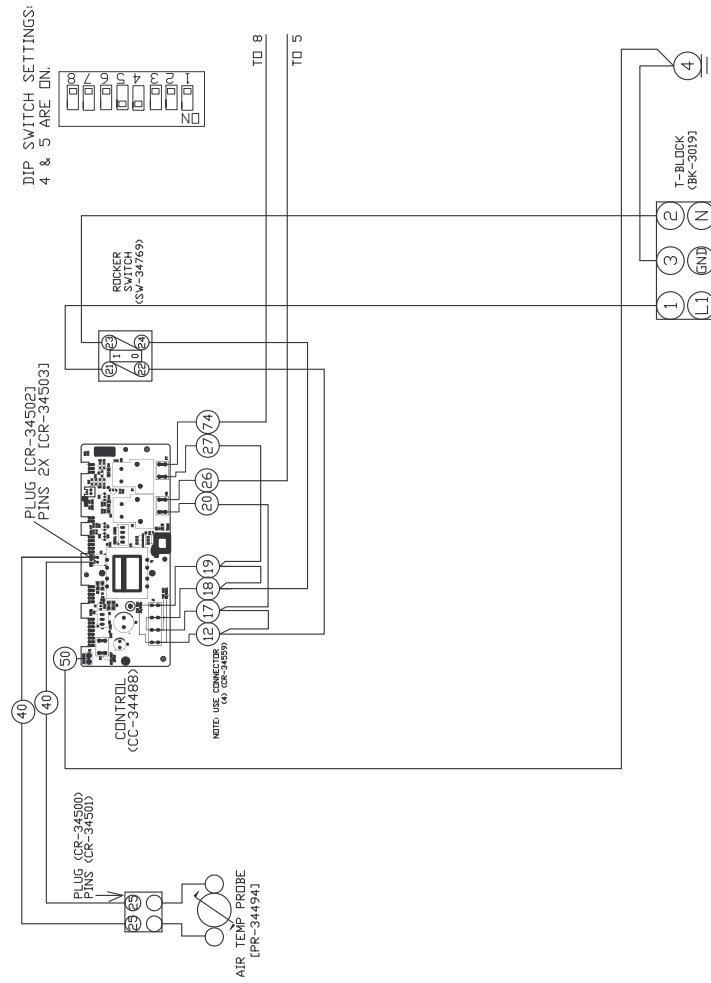 DIP SWITCH SETTINGS:
4 & 5 ARE ON.
1
2
3
4
5
6
7
8
ON
TO 8
TO 5
ROCKER
SWITCH
(SW-34769)
21
23
1
0
22
24
PLUG [CR-34502]
PINS 2X [CR-34503]
74
27
26
20
19
18
17
12
50
40
40
CONTROL
(CC-34488)
NOTE: USE CONNECTOR
(4) (CR-34559)
PLUG (CR-34500)
PINS (CR-34501)
29
29
AIR TEMP PROBE
[PR-34494]
4
T-BLOCK
(BK-3019)
1
3
2
L1
GND
N